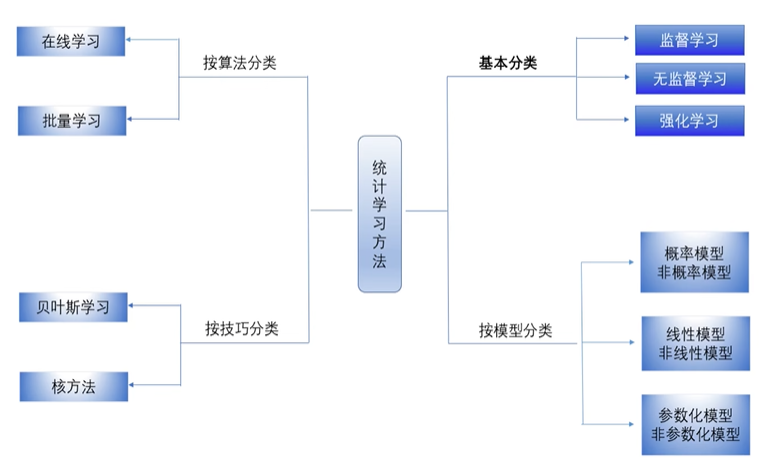 在线学习
批量学习
按算法分类
贝叶斯学习
核方法
按技巧分类
统计学习方法
基本分类
监督学习
无监督学习
强化学习
按模型分类
概率模型
非概率模型
线性模型
非线性模型
参数化模型
非参数化模型